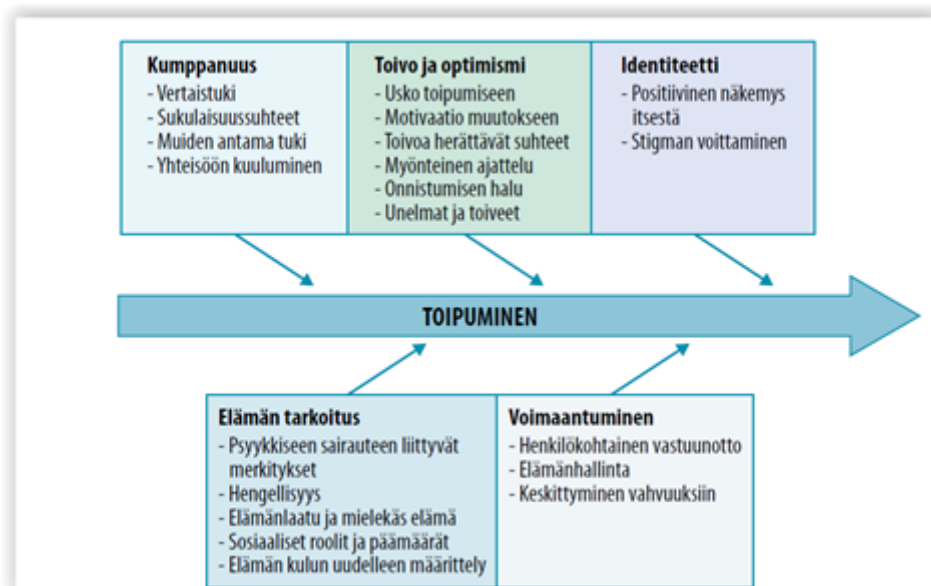 Kumppanuus
- Vertaistuki
- Sukulaisuussuhteet
- Muiden antama tuki
- Yhteisöön kuuluminen
Toivo ja optimismi
- Usko toipumiseen
- Motivaatio muutokseen
- Toivoa herättävät suhteet
- Myönteinen ajattelu
- Onnistumisen halu
- Unelmat ja toiveet
Identiteetti
- Positiivinen näkemys
itsestä
- Stigman voittaminen
TOIPUMINEN
Elämän tarkoitus
- Psyykkiseen sairauteen liittyvät
merkitykset
- Hengellisyys
- Elämänlaatu ja mielekäs elämä
- Sosiaaliset roolit ja päämäärät
- Elämän kulun uudelleen määrittely
Voimaantuminen
- Henkilökohtainen vastuunotto
- Elämänhallinta
- Keskittyminen vahvuuksiin